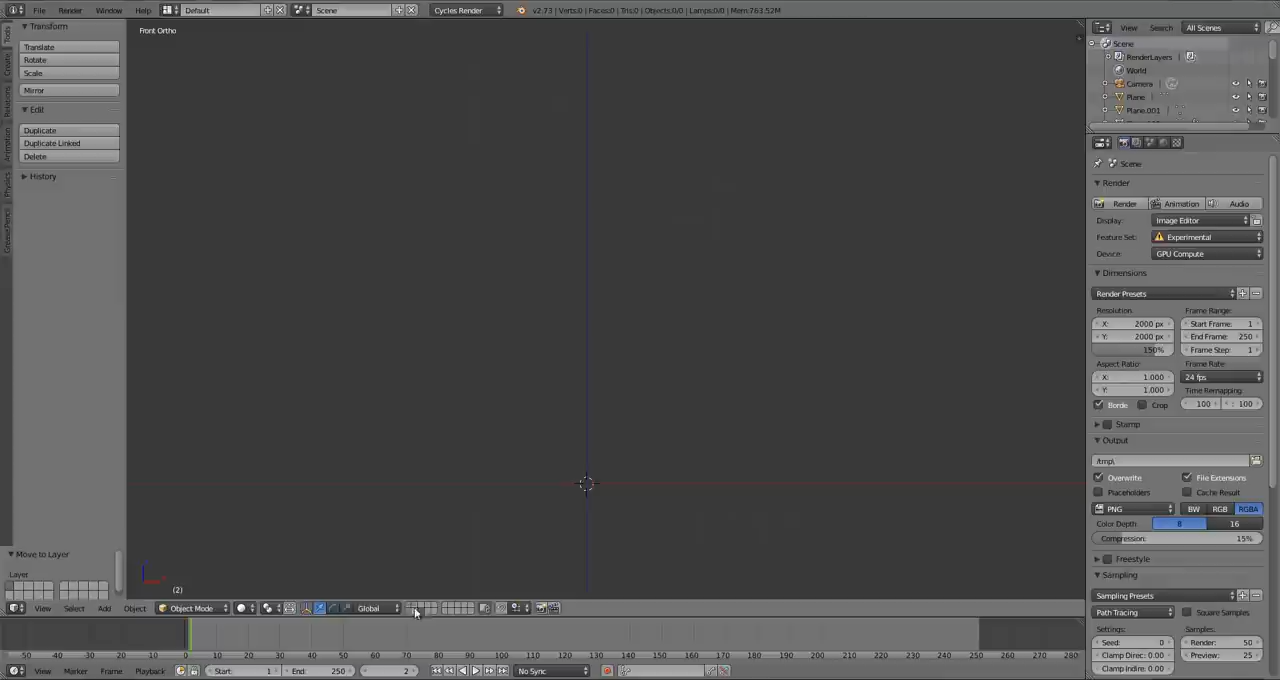 File Render Window Help Default Scene Cycles Render v2.73 | Verts:0 | Faces:0 | Tris:0 | Objects:0/0 | Lamps:0/0 | Mem:763.52M
Transform
Translate
Rotate
Scale
Mirror
Edit
Duplicate
Duplicate Linked
Delete
History
Tools
Create
Relations
Animation
Physics
Grease Pencil
Front Ortho
(2)
Move to Layer
Layer
View Select Add Object Object Mode Global
-50 -40 -30 -20 -10 0 10 20 30 40 50 60 70 80 90 100 110 120 130 140 150 160 170 180 190 200 210 220 230 240 250 260 270 280
View Marker Frame Playback Start: 1 End: 250 2 No Sync
View Search All Scenes
Scene
RenderLayers |
World
Camera |
Plane
Plane.001
Scene
Render
Render Animation Audio
Display: Image Editor
Feature Set: Experimental
Device: GPU Compute
Dimensions
Render Presets
Resolution: Frame Range:
X: 2000 px Start Frame: 1
Y: 2000 px End Frame: 250
150% Frame Step: 1
Aspect Ratio: Frame Rate:
X: 1.000 24 fps
Y: 1.000 Time Remapping:
Borde Crop 100 : 100
Stamp
Output
/tmp\
Overwrite File Extensions
Placeholders Cache Result
PNG BW RGB RGBA
Color Depth: 8 16
Compression: 15%
Freestyle
Sampling
Sampling Presets
Path Tracing Square Samples
Settings: Samples:
Seed: 0 Render: 50
Clamp Direc: 0.00 Preview: 25
Clamp Indire: 0.00